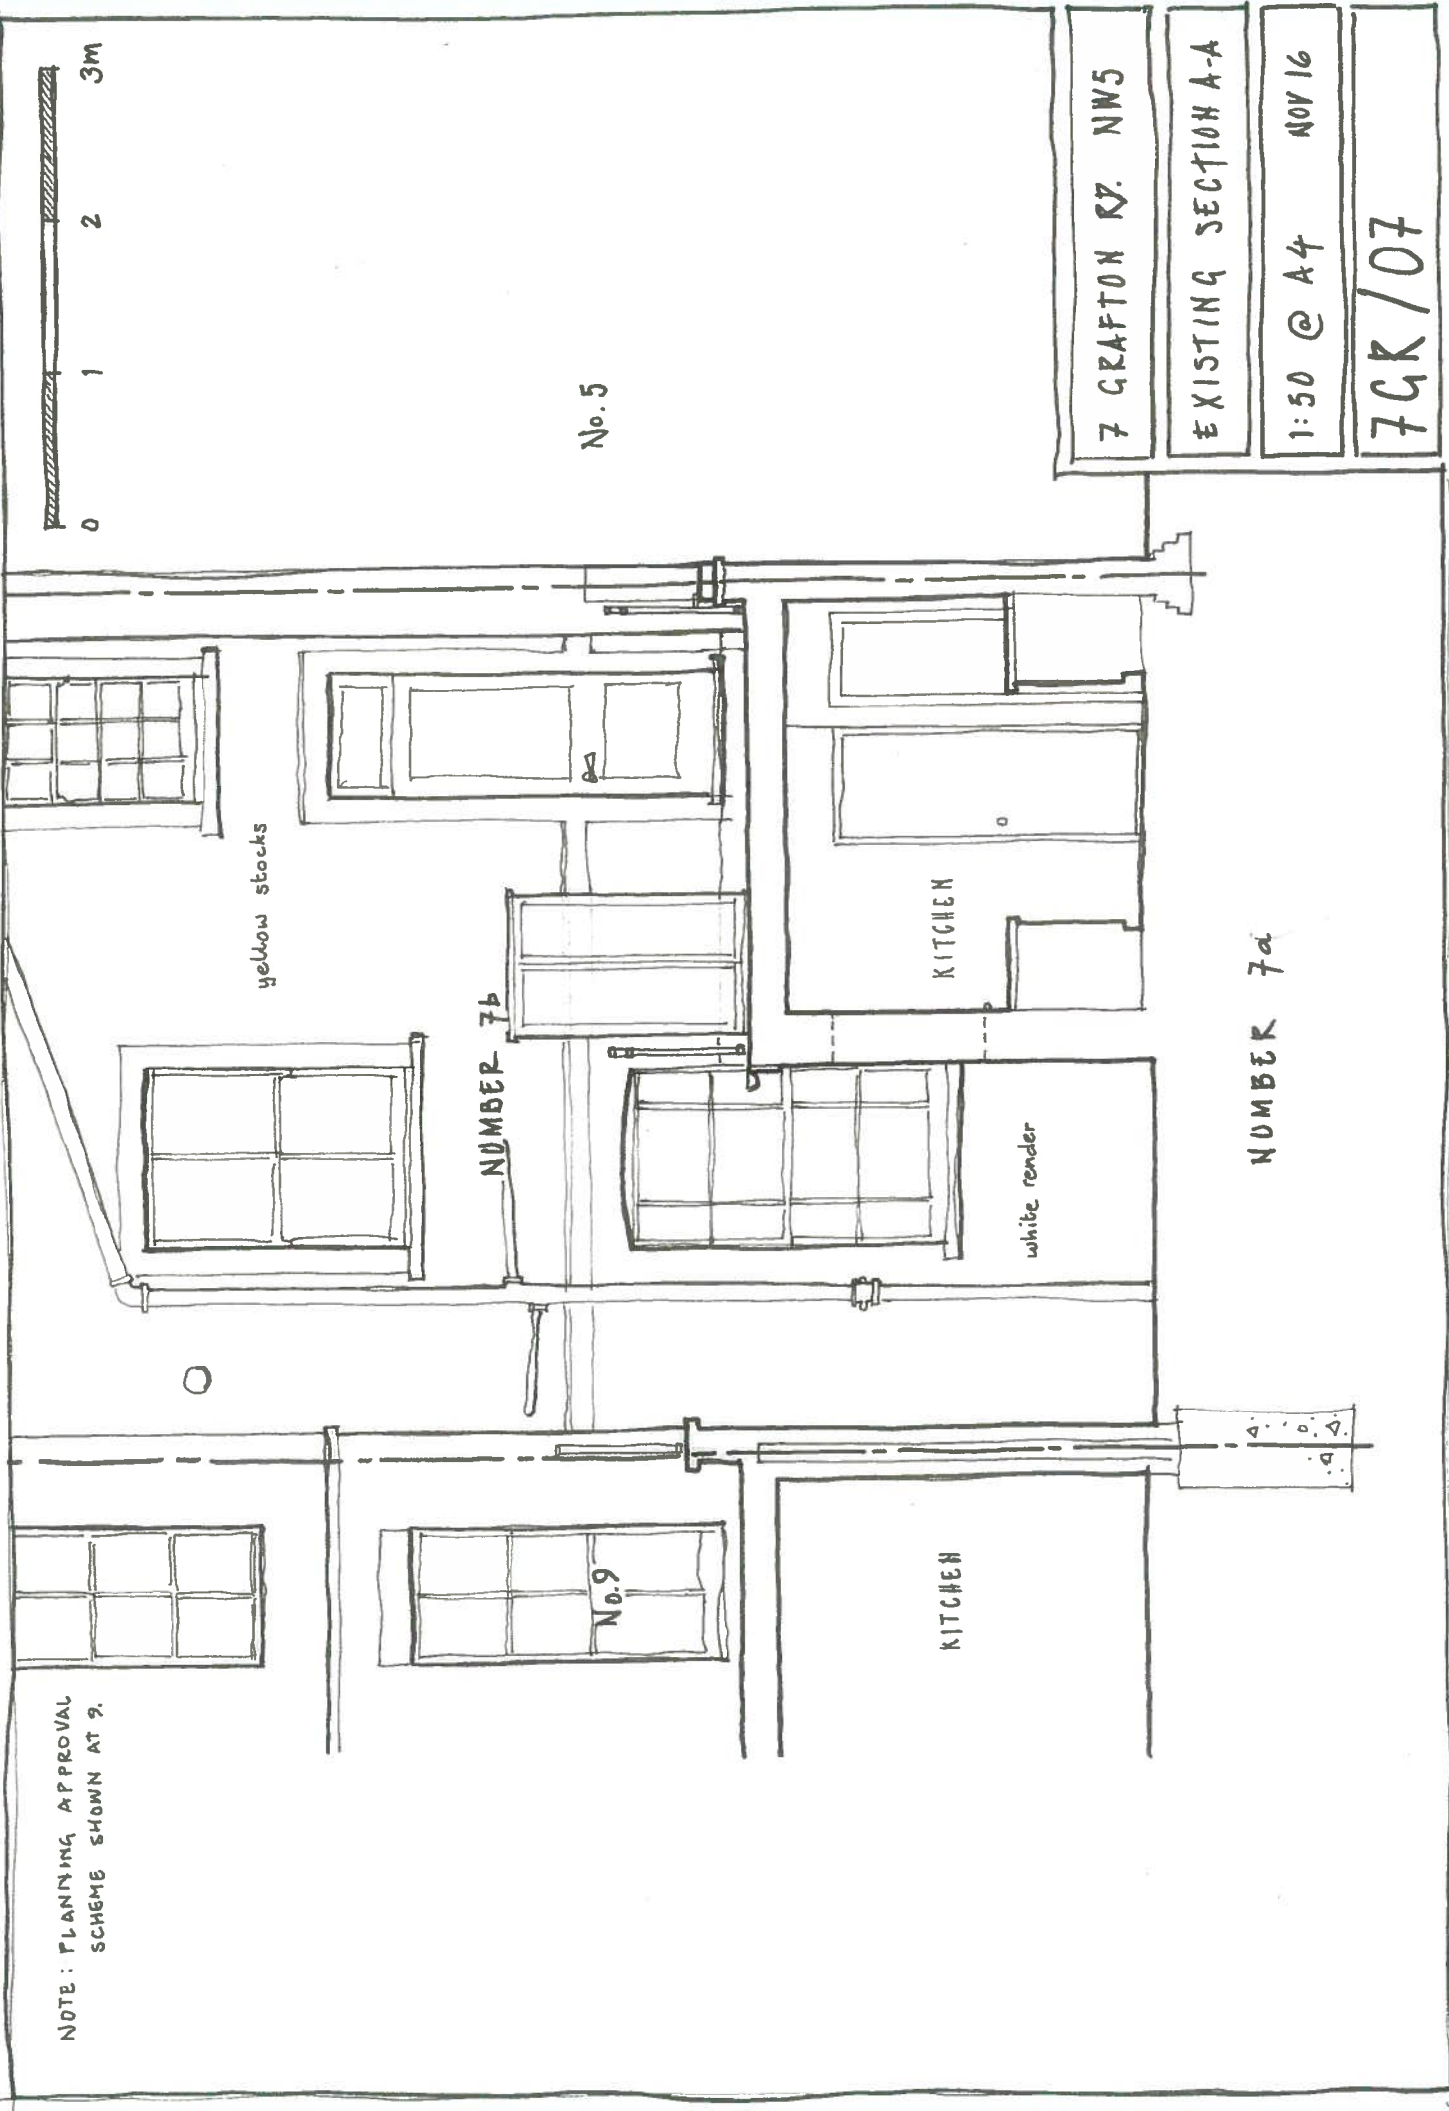 NOTE: PLANNING APPROVAL
SCHEME SHOWN AT 9.
0 1 2 3m
yellow stocks
NUMBER 7b
No.9
No.5
KITCHEN
KITCHEN
white render
NUMBER 7a
7 GRAFTON RD. NW5
EXISTING SECTION A-A
1:50 @ A4 NOV 16
7GR/07